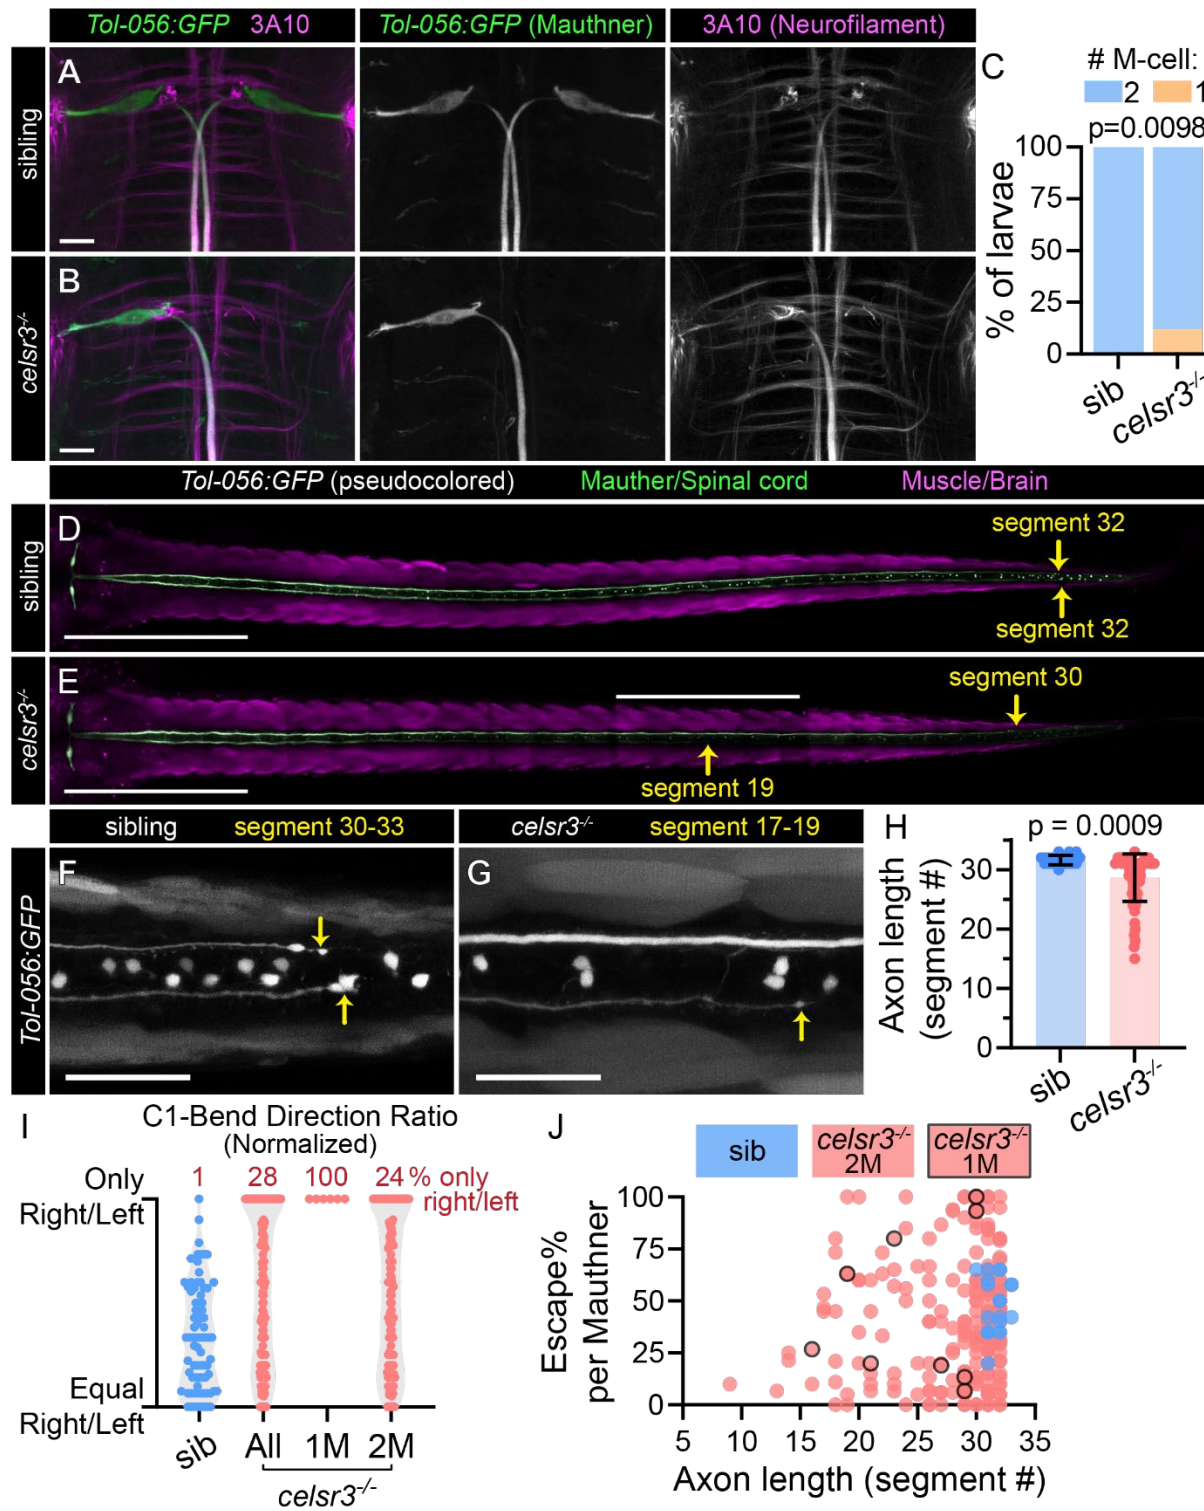 Tol-056:GFP 3A10
Tol-056:GFP (Mauthner)
3A10 (Neurofilament)
sibling
A
celsr3-/-
B
C
# M-cell:
2 1
p=0.0098
% of larvae
100
75
50
25
0
sib
celsr3-/-
Tol-056:GFP (pseudocolored) Mauther/Spinal cord Muscle/Brain
sibling
D
segment 32
segment 32
celsr3-/-
E
segment 30
segment 19
sibling segment 30-33
celsr3-/- segment 17-19
Tol-056:GFP
F
G
H
p = 0.0009
Axon length
(segment #)
30
20
10
0
sib
celsr3-/-
I
C1-Bend Direction Ratio
(Normalized)
Only
Right/Left
1 28 100 24 % only
right/left
Equal
Right/Left
sib
All 1M 2M
celsr3-/-
J
sib
celsr3-/-
2M
celsr3-/-
1M
Escape%
per Mauthner
100
75
50
25
0
5 10 15 20 25 30 35
Axon length (segment #)